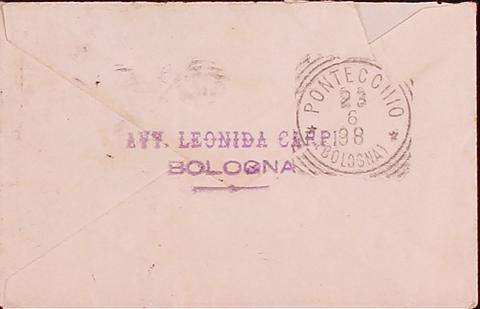 PONTECCHIO
23
6
98
(BOLOGNA)
AVV. LEONIDA CARPI
BOLOGNA